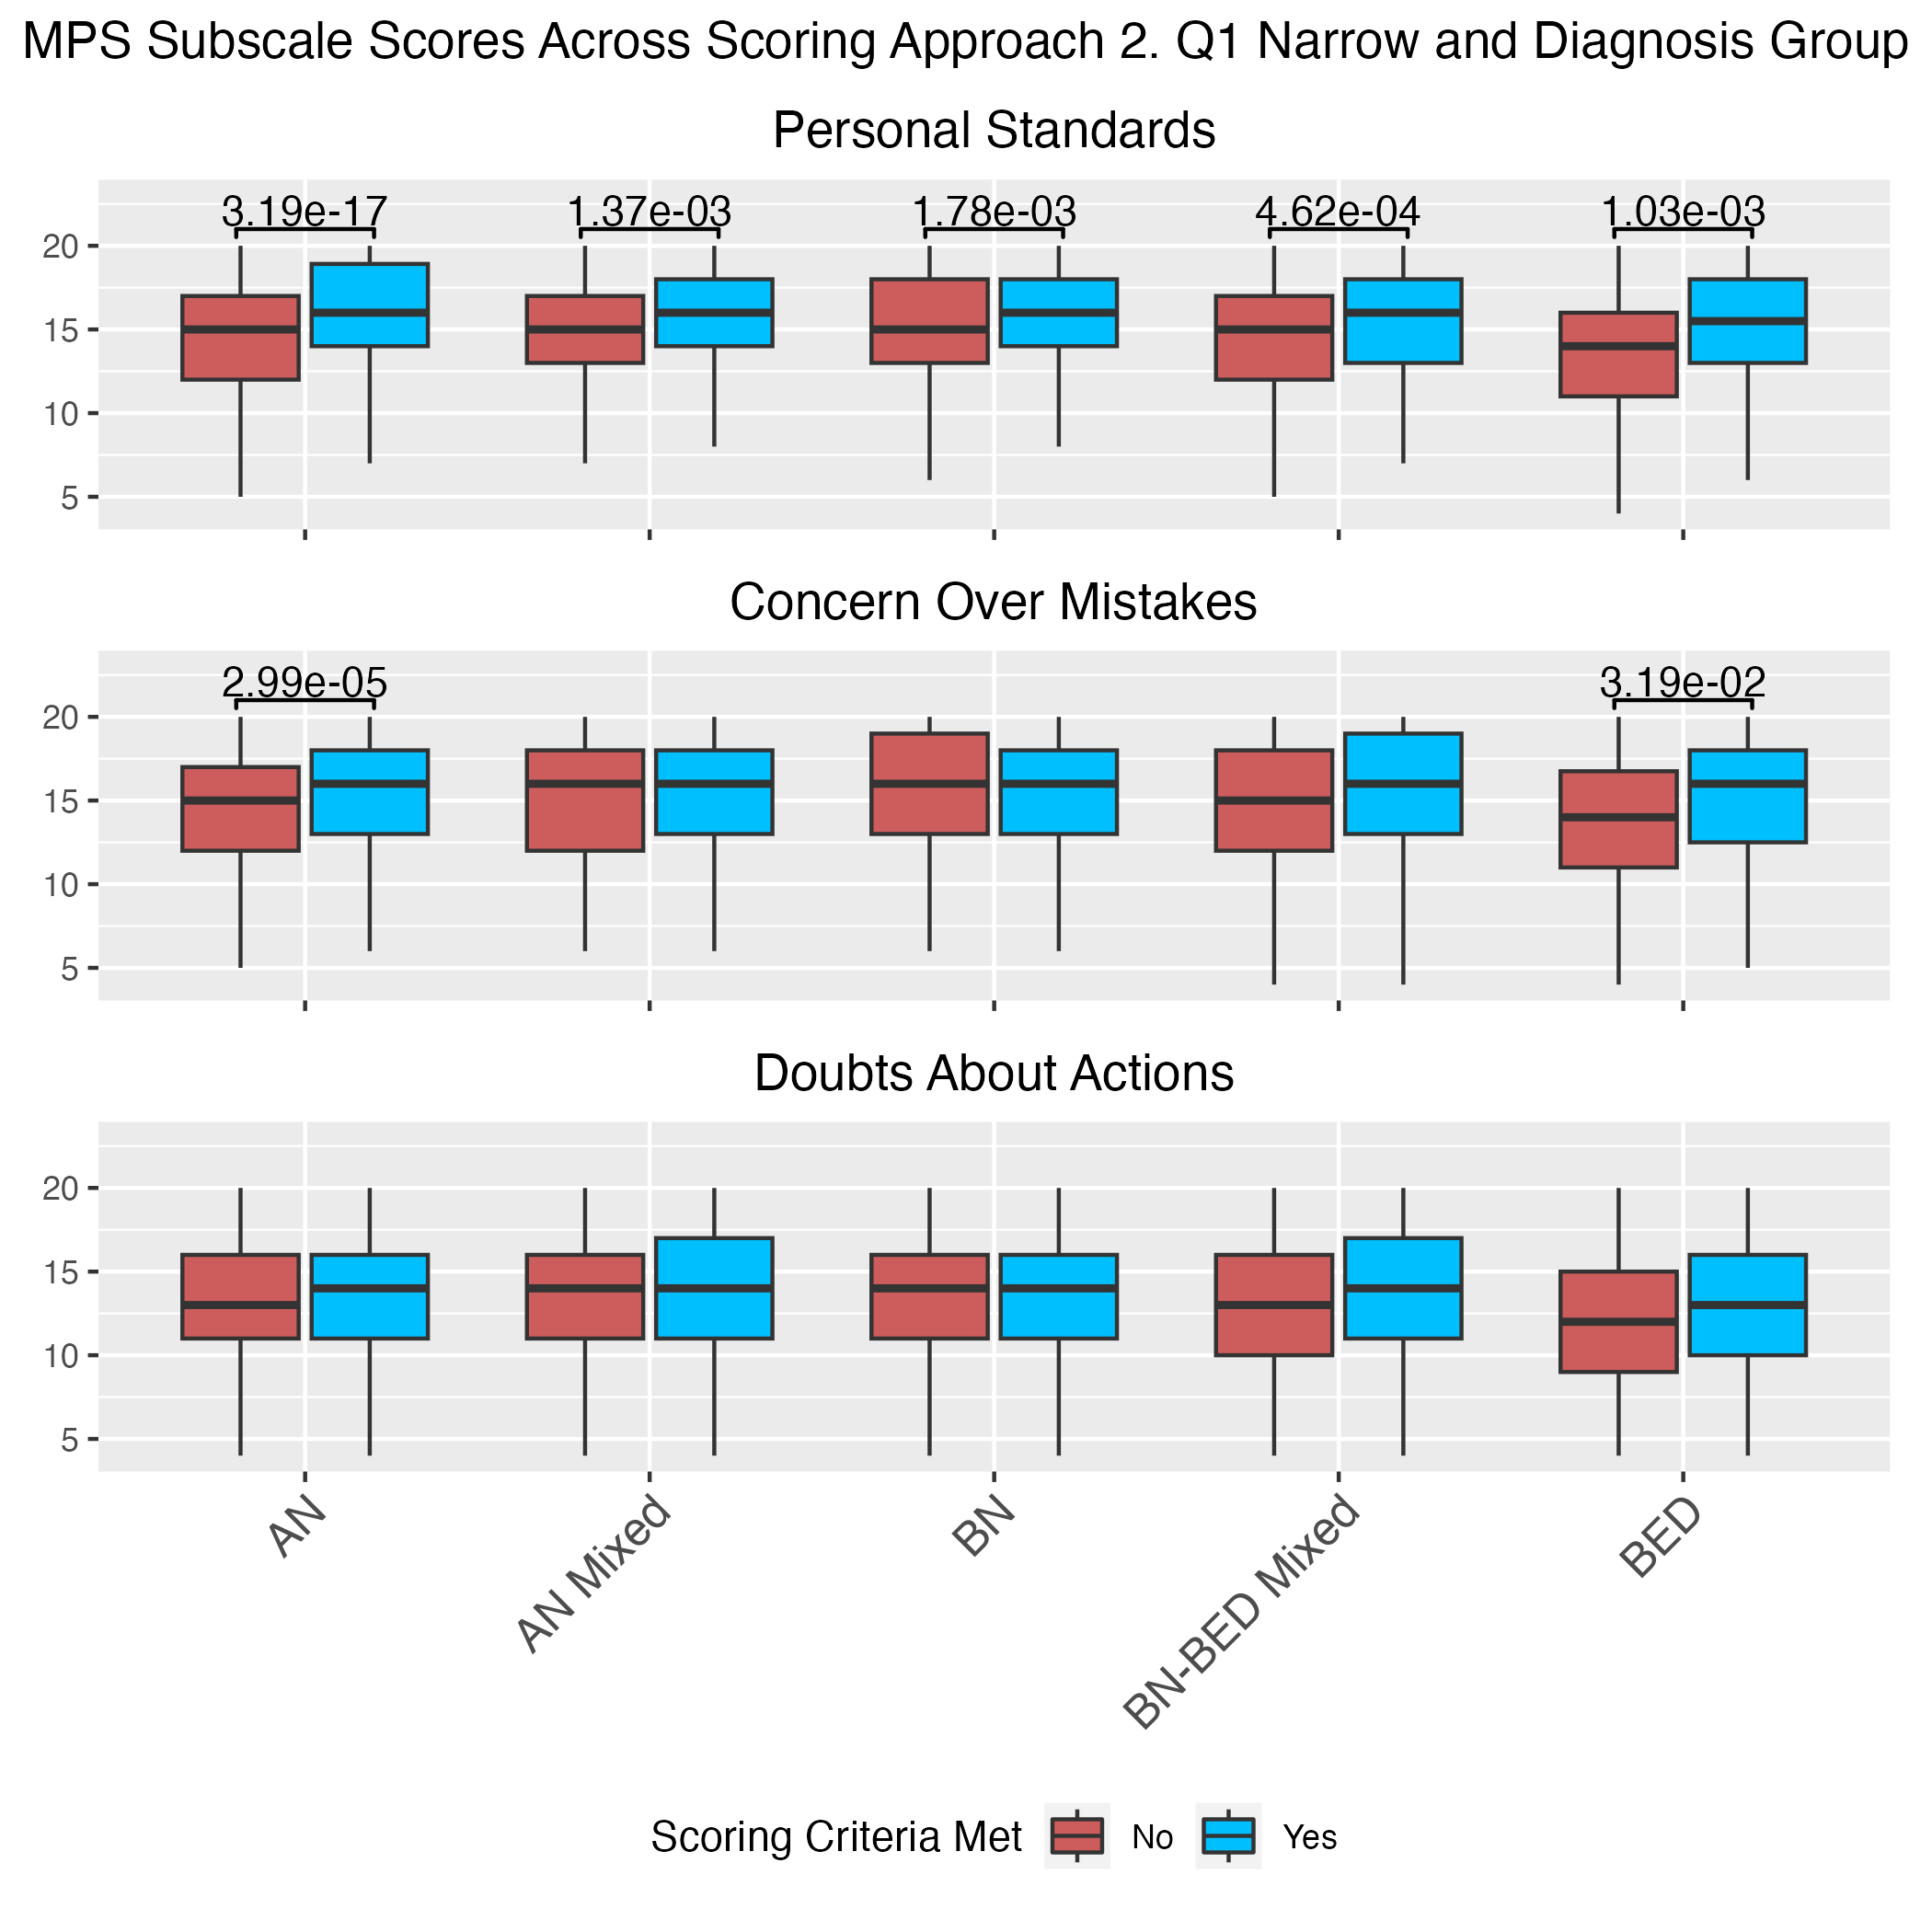 MPS Subscale Scores Across Scoring Approach 2. Q1 Narrow and Diagnosis Group
Personal Standards
3.19e-17 1.37e-03 1.78e-03 4.62e-04 1.03e-03
20
15
10
5
Concern Over Mistakes
2.99e-05 3.19e-02
20
15
10
5
Doubts About Actions
20
15
10
5
AN
AN Mixed
BN
BN-BED Mixed
BED
Scoring Criteria Met No Yes